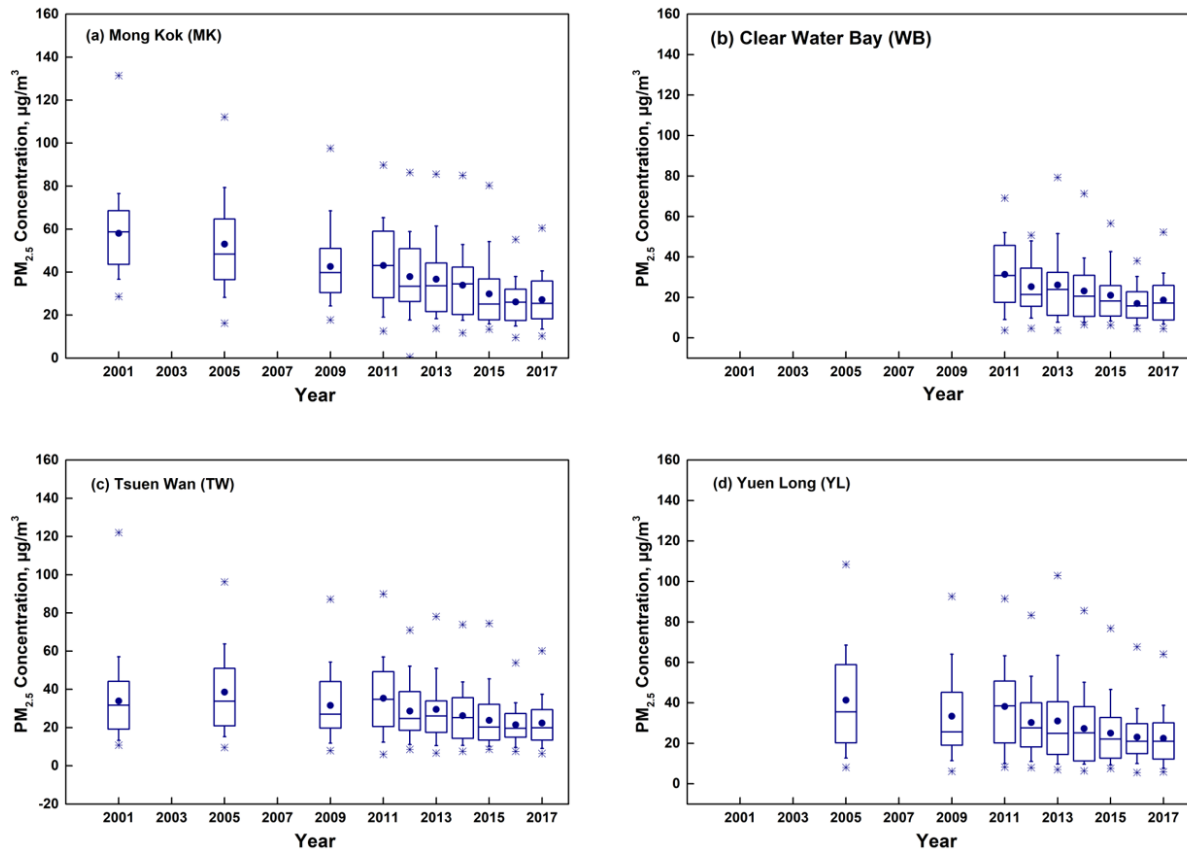 (a) Mong Kok (MK)
160
140
120
100
80
60
40
20
0
PM2.5 Concentration, µg/m3
2001 2003 2005 2007 2009 2011 2013 2015 2017
Year
(b) Clear Water Bay (WB)
160
140
120
100
80
60
40
20
0
PM2.5 Concentration, µg/m3
2001 2003 2005 2007 2009 2011 2013 2015 2017
Year
(c) Tsuen Wan (TW)
160
140
120
100
80
60
40
20
0
-20
PM2.5 Concentration, µg/m3
2001 2003 2005 2007 2009 2011 2013 2015 2017
Year
(d) Yuen Long (YL)
160
140
120
100
80
60
40
20
0
PM2.5 Concentration, µg/m3
2001 2003 2005 2007 2009 2011 2013 2015 2017
Year